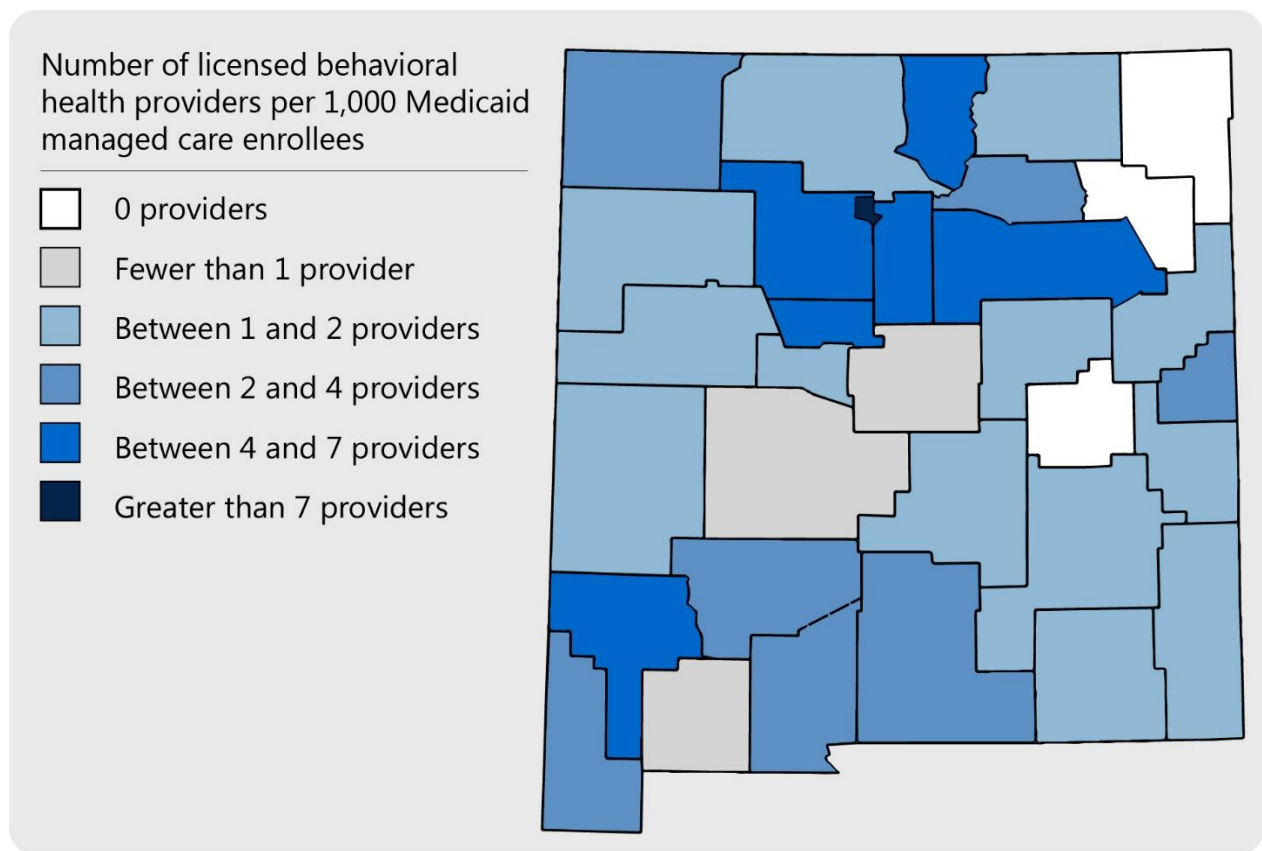 Number of licensed behavioral
health providers per 1,000 Medicaid
managed care enrollees
0 providers
Fewer than 1 provider
Between 1 and 2 providers
Between 2 and 4 providers
Between 4 and 7 providers
Greater than 7 providers